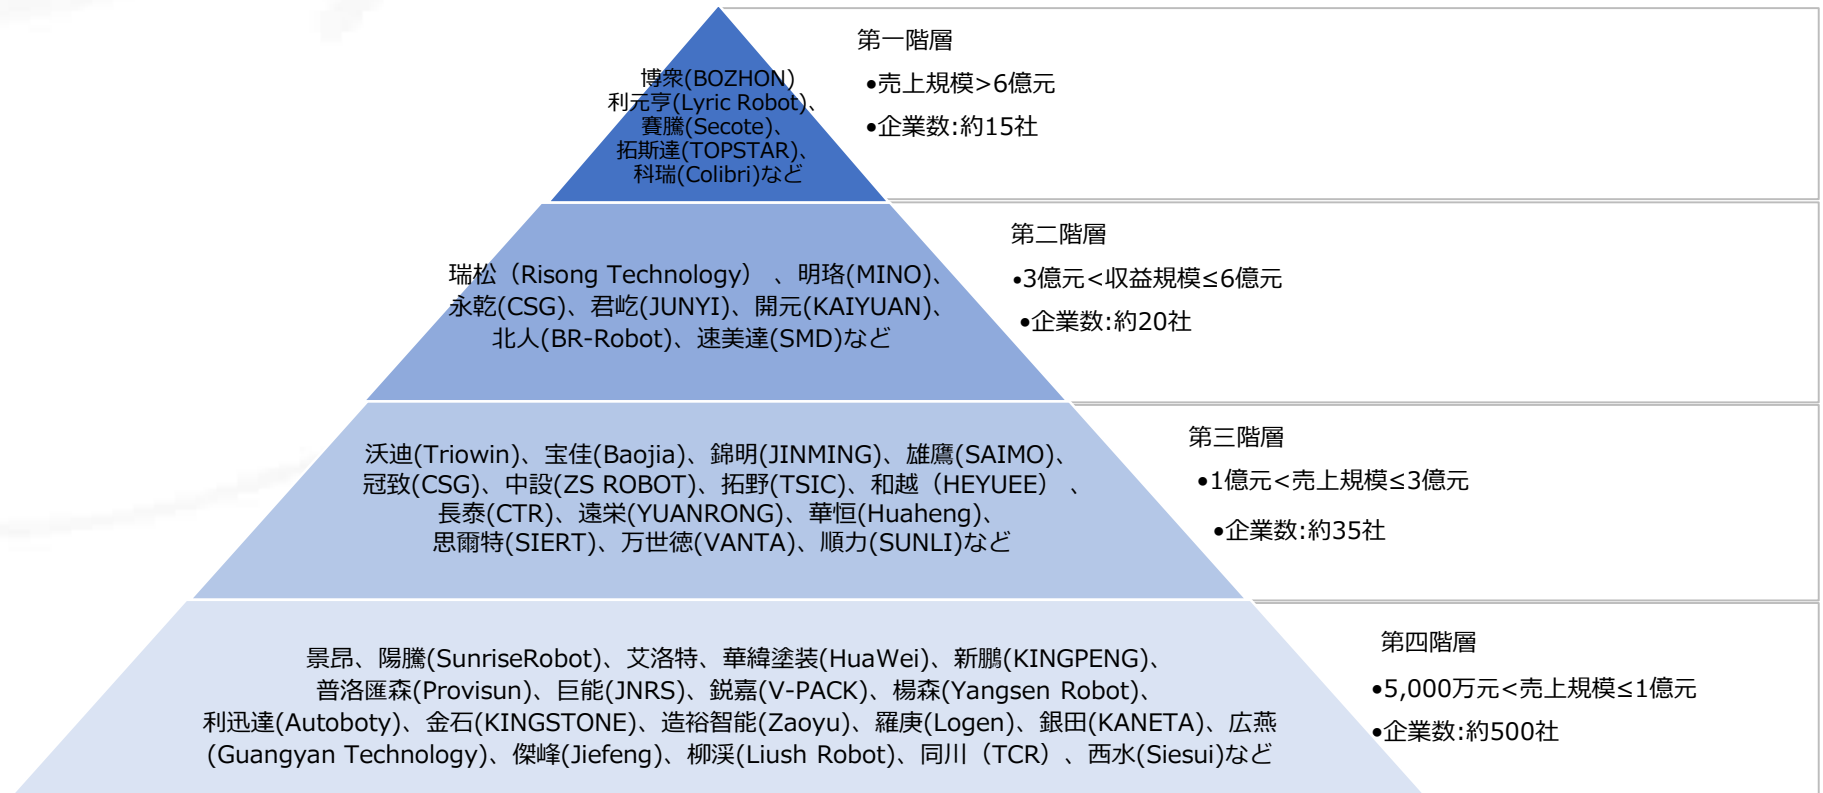 博衆(BOZHON)
利元亨(Lyric Robot)、
賽騰(Secote)、
拓斯達(TOPSTAR)、
科瑞(Colibri)など
第一階層
•売上規模>6億元
•企業数:約15社
瑞松（Risong Technology） 、明珞(MINO)、
永乾(CSG)、君屹(JUNYI)、開元(KAIYUAN)、
北人(BR-Robot)、速美達(SMD)など
第二階層
•3億元<収益規模≤6億元
•企業数:約20社
沃迪(Triowin)、宝佳(Baojia)、錦明(JINMING)、雄鷹(SAIMO)、
冠致(CSG)、中設(ZS ROBOT)、拓野(TSIC)、和越（HEYUEE） 、
長泰(CTR)、遠栄(YUANRONG)、華恒(Huaheng)、
思爾特(SIERT)、万世徳(VANTA)、順力(SUNLI)など
第三階層
•1億元<売上規模≤3億元
•企業数:約35社
景昂、陽騰(SunriseRobot)、艾洛特、華緯塗装(HuaWei)、新鵬(KINGPENG)、
普洛匯森(Provisun)、巨能(JNRS)、鋭嘉(V-PACK)、楊森(Yangsen Robot)、
利迅達(Autoboty)、金石(KINGSTONE)、造裕智能(Zaoyu)、羅庚(Logen)、銀田(KANETA)、広燕
(Guangyan Technology)、傑峰(Jiefeng)、柳渓(Liush Robot)、同川（TCR）、西水(Siesui)など
第四階層
•5,000万元<売上規模≤1億元
•企業数:約500社